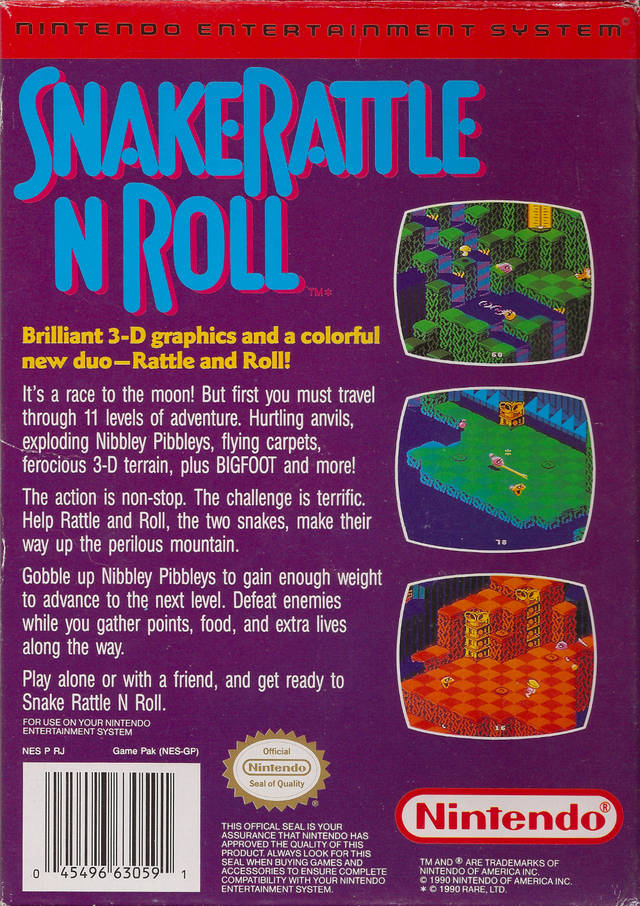 NINTENDO ENTERTAINMENT SYSTEM©
SNAKE RATTLE
N ROLL
TM*
Brilliant 3-D graphics and a colorful
new duo—Rattle and Roll!
It's a race to the moon! But first you must travel
through 11 levels of adventure. Hurtling anvils,
exploding Nibbley Pibbleys, flying carpets,
ferocious 3-D terrain, plus BIGFOOT and more!
The action is non-stop. The challenge is terrific.
Help Rattle and Roll, the two snakes, make their
way up the perilous mountain.
Gobble up Nibbley Pibbleys to gain enough weight
to advance to the next level. Defeat enemies
while you gather points, food, and extra lives
along the way.
Play alone or with a friend, and get ready to
Snake Rattle N Roll.
60
78
16
FOR USE ON YOUR NINTENDO
ENTERTAINMENT SYSTEM
NES P RJ
Game Pak (NES-GP)
0 45496 63059 1
Official
Nintendo
Seal of Quality
®
THIS OFFICAL SEAL IS YOUR
ASSURANCE THAT NINTENDO HAS
APPROVED THE QUALITY OF THIS
PRODUCT. ALWAYS LOOK FOR THIS
SEAL WHEN BUYING GAMES AND
ACCESSORIES TO ENSURE COMPLETE
COMPATIBILITY WITH YOUR NINTENDO
ENTERTAINMENT SYSTEM.
Nintendo®
TM AND ® ARE TRADEMARKS OF
NINTENDO OF AMERICA INC.
© 1990 NINTENDO OF AMERICA INC.
* © 1990 RARE, LTD.